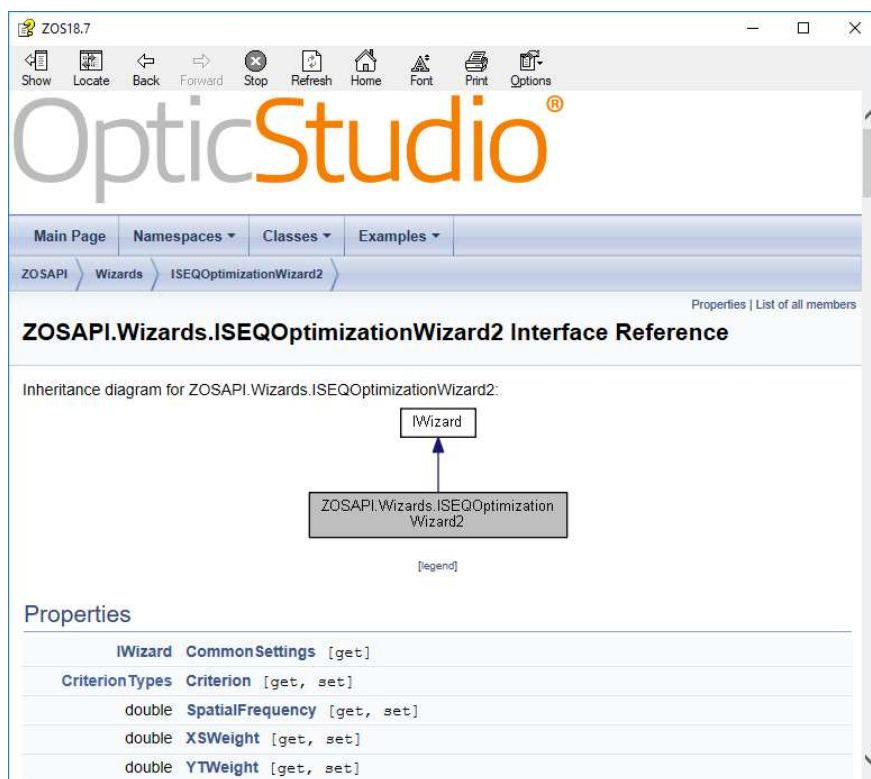 ZOS18.7
Show Locate Back Forward Stop Refresh Home Font Print Options
OpticStudio®
Main Page Namespaces Classes Examples
ZOSAPI Wizards ISEQOptimizationWizard2
Properties | List of all members
ZOSAPI.Wizards.ISEQOptimizationWizard2 Interface Reference
Inheritance diagram for ZOSAPI.Wizards.ISEQOptimizationWizard2:
IWizard
ZOSAPI.Wizards.ISEQOptimization
Wizard2
[legend]
Properties
IWizard CommonSettings [get]
CriterionTypes Criterion [get, set]
double SpatialFrequency [get, set]
double XSWeight [get, set]
double YTWeight [get, set]